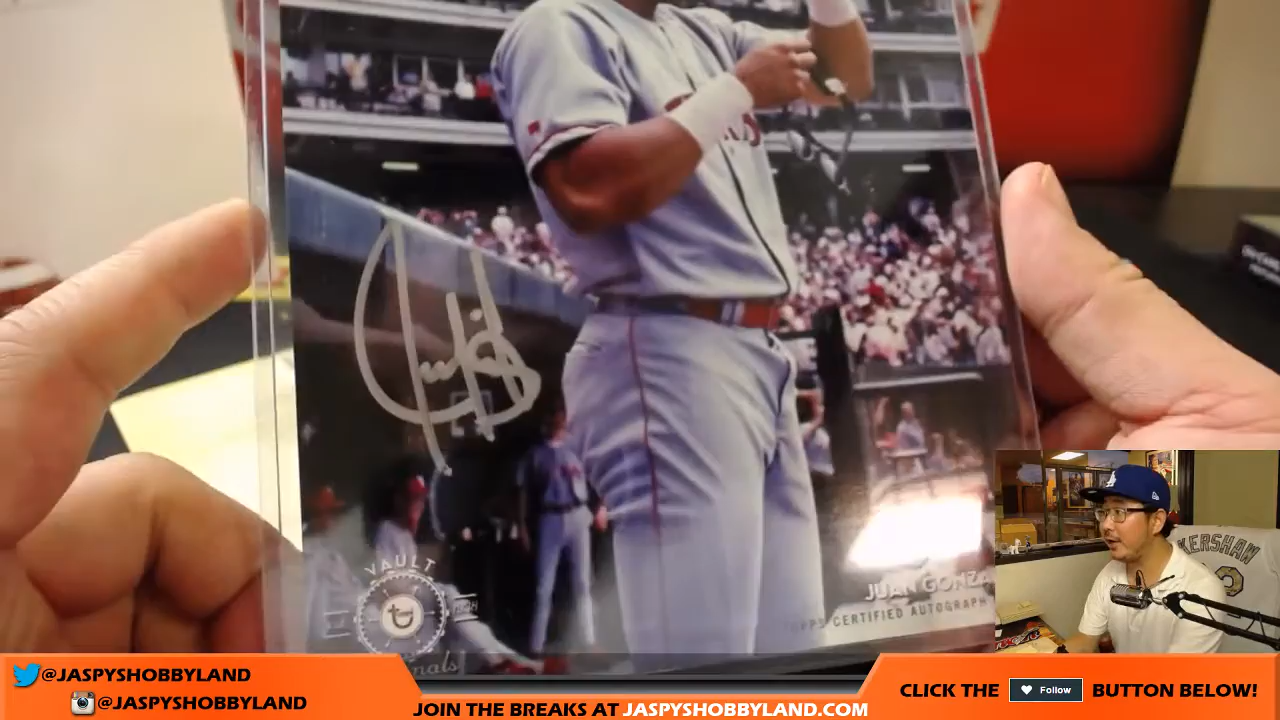 VAULT
JUAN GONZA
CERTIFIED AUTOGRAPH
KERSHAW
@JASPYSHOBBYLAND
@JASPYSHOBBYLAND
JOIN THE BREAKS AT JASPYSHOBBYLAND.COM
CLICK THE Follow BUTTON BELOW!